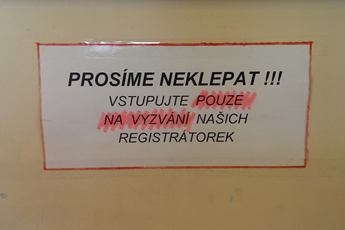 PROSÍME NEKLEPAT !!!
VSTUPUJTE POUZE
NA VYZVÁNÍ NAŠICH
REGISTRÁTOREK